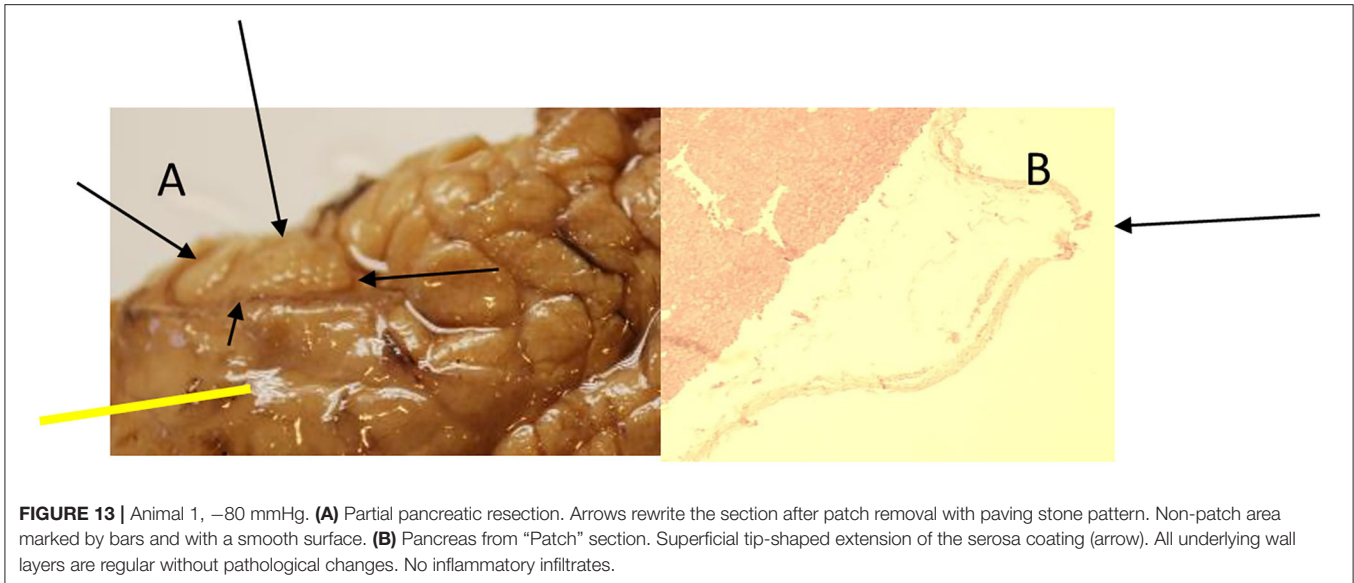 A
B
FIGURE 13 | Animal 1, −80 mmHg. (A) Partial pancreatic resection. Arrows rewrite the section after patch removal with paving stone pattern. Non-patch area
marked by bars and with a smooth surface. (B) Pancreas from “Patch” section. Superficial tip-shaped extension of the serosa coating (arrow). All underlying wall
layers are regular without pathological changes. No inflammatory infiltrates.